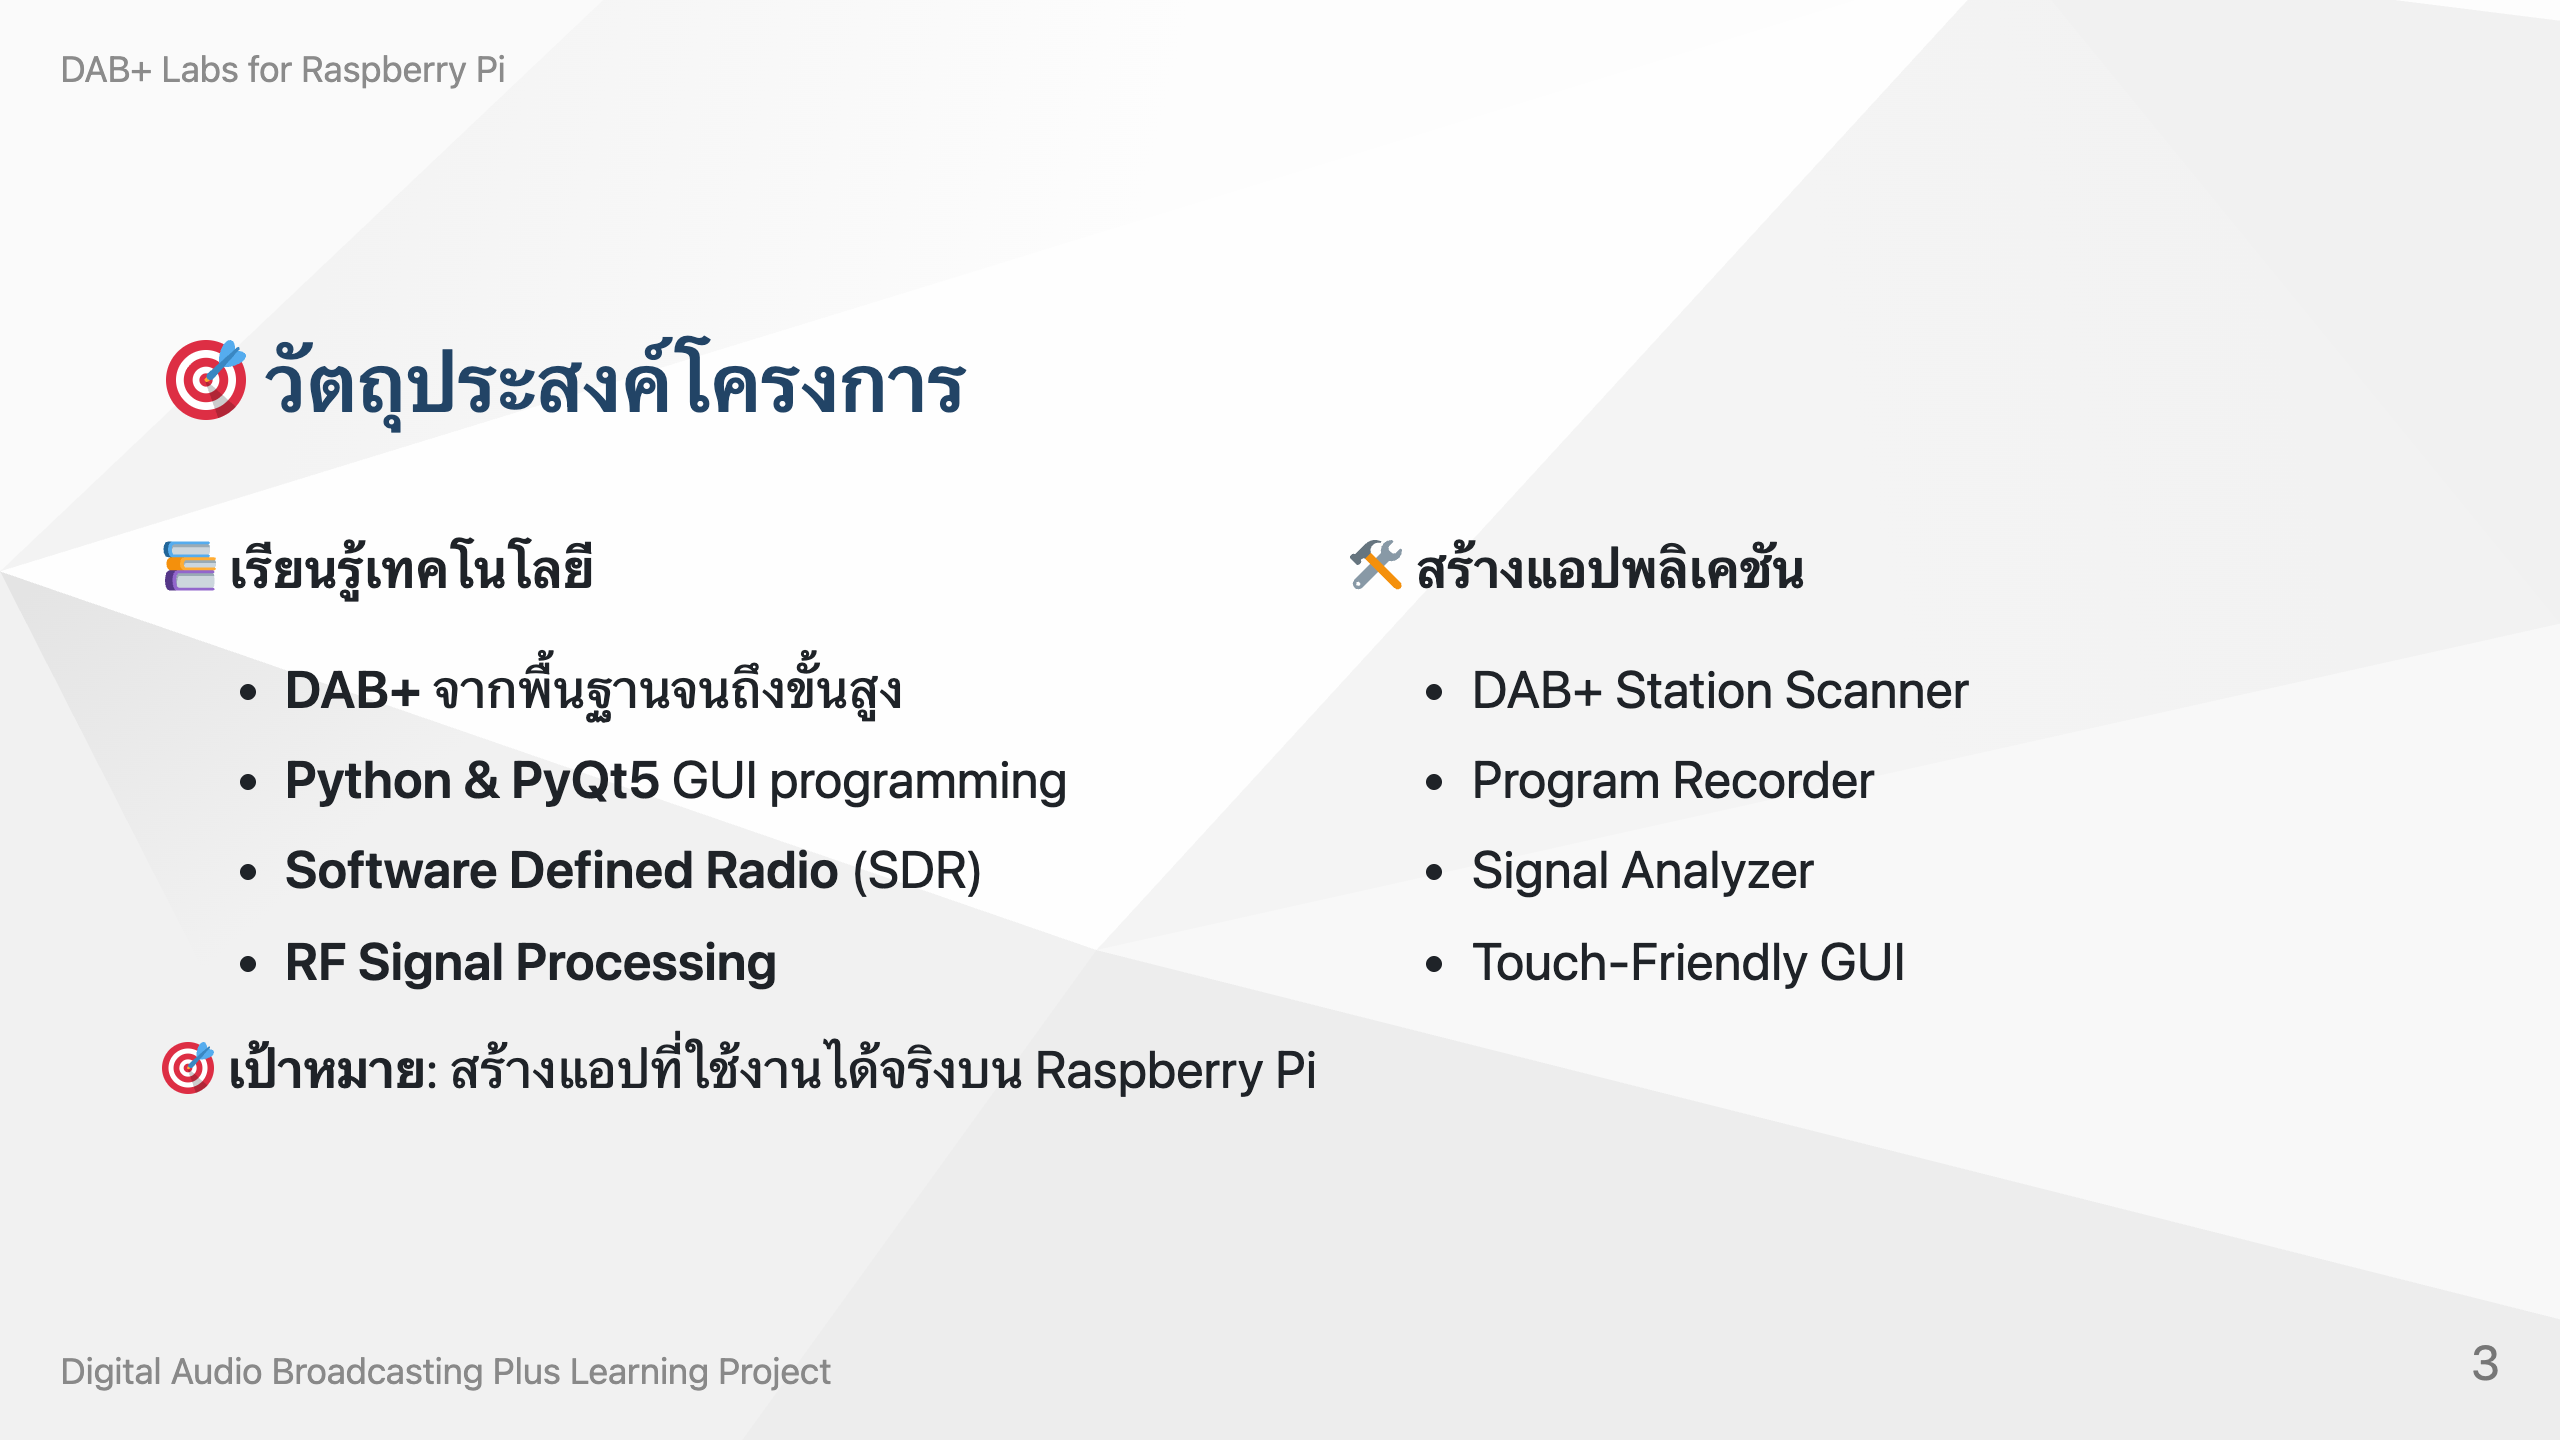 DAB+ Labs for Raspberry Pi
🎯 วัตถุประสงค์โครงการ
📚 เรียนรู้เทคโนโลยี
• DAB+ จากพื้นฐานจนถึงขั้นสูง
• Python & PyQt5 GUI programming
• Software Defined Radio (SDR)
• RF Signal Processing
🛠️ สร้างแอปพลิเคชัน
• DAB+ Station Scanner
• Program Recorder
• Signal Analyzer
• Touch-Friendly GUI
🎯 เป้าหมาย: สร้างแอปที่ใช้งานได้จริงบน Raspberry Pi
Digital Audio Broadcasting Plus Learning Project
3